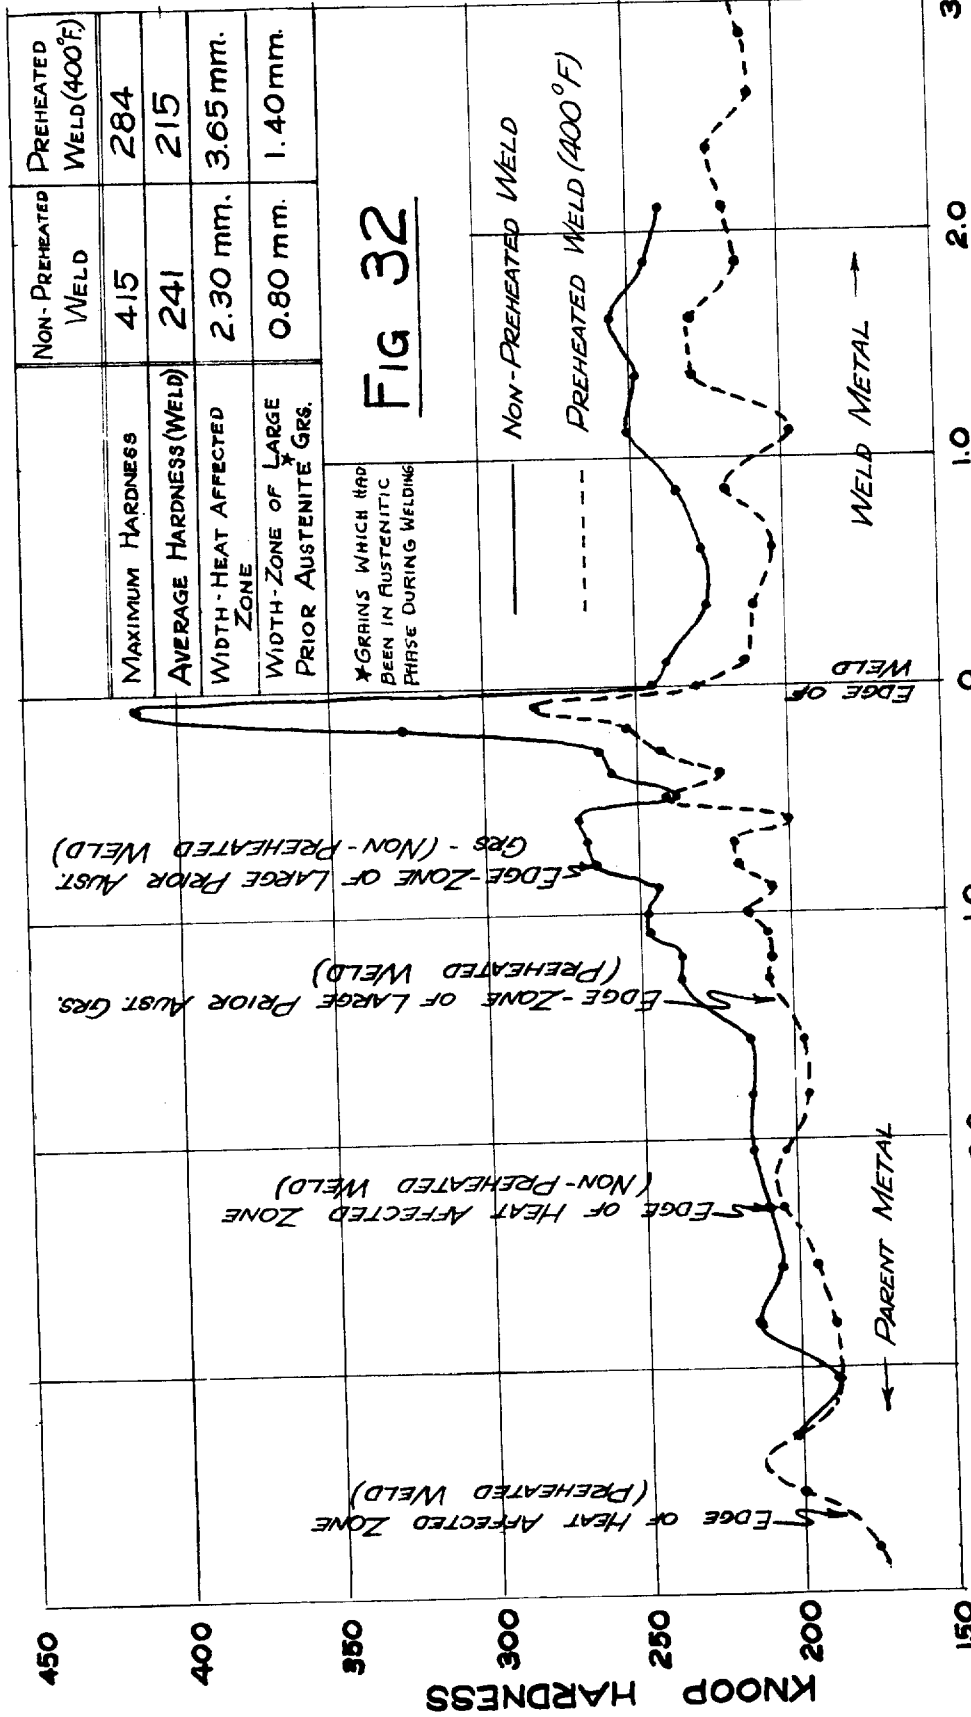 NON-PREHEATED WELD
PREHEATED WELD (400°F.)
MAXIMUM HARDNESS 415 284
AVERAGE HARDNESS (WELD) 241 215
WIDTH-HEAT AFFECTED ZONE 2.30 mm. 3.65 mm.
WIDTH-ZONE OF LARGE PRIOR AUSTENITE* GRS. 0.80 mm. 1.40 mm.
*GRAINS WHICH HAD
BEEN IN AUSTENITIC
PHASE DURING WELDING
FIG 32
NON-PREHEATED WELD
PREHEATED WELD (400°F)
EDGE-ZONE OF LARGE PRIOR AUST.
GRS - (NON-PREHEATED WELD)
EDGE-ZONE OF LARGE PRIOR AUST. GRS.
(PREHEATED WELD)
EDGE OF HEAT AFFECTED ZONE
(NON-PREHEATED WELD)
EDGE OF HEAT AFFECTED ZONE
(PREHEATED WELD)
EDGE OF
WELD
PARENT METAL
WELD METAL
KNOOP HARDNESS
450
400
350
300
250
200
150
1.0
0
1.0
2.0
3